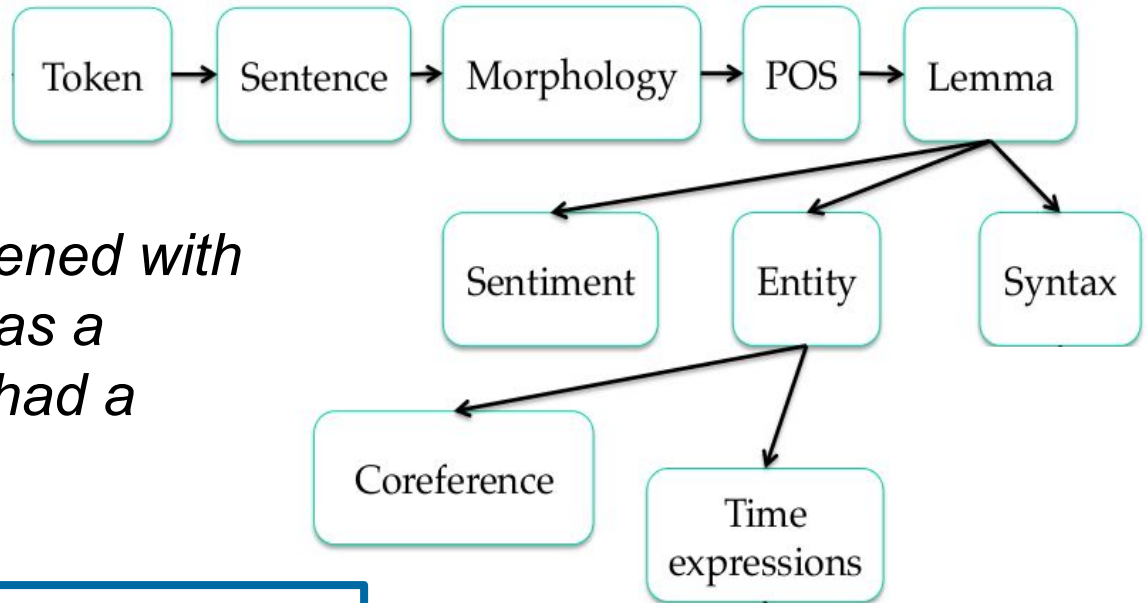 Token
Sentence
Morphology
POS
Lemma
ened with
as a
had a
Sentiment
Entity
Syntax
Coreference
Time
expressions